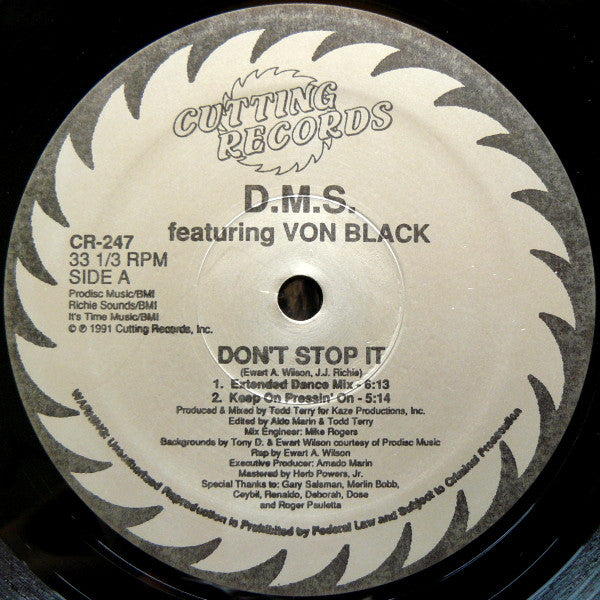 CUTTING
RECORDS
D.M.S.
featuring VON BLACK
CR-247
33 1/3 RPM
SIDE A
Prodisc Music/BMI
Richie Sounds/BMI
It's Time Music/BMI
© ℗ 1991 Cutting Records, Inc.
DON'T STOP IT
(Ewart A. Wilson, J.J. Richie)
1. Extended Dance Mix - 6:13
2. Keep On Pressin' On - 5:14
Produced & Mixed by Todd Terry for Kaze Productions, Inc.
Edited by Aldo Marin & Todd Terry
Mix Engineer: Mike Rogers
Backgrounds by Tony D. & Ewart Wilson courtesy of Prodisc Music
Rap by Ewart A. Wilson
Executive Producer: Amado Marin
Mastered by Herb Powers, Jr.
Special Thanks to: Gary Salsman, Merlin Bobb,
Ceybil, Renaldo, Deborah, Dose
and Roger Pauletta
WARNING: Unauthorized Reproduction is Prohibited by Federal Law and Subject to Criminal Prosecution